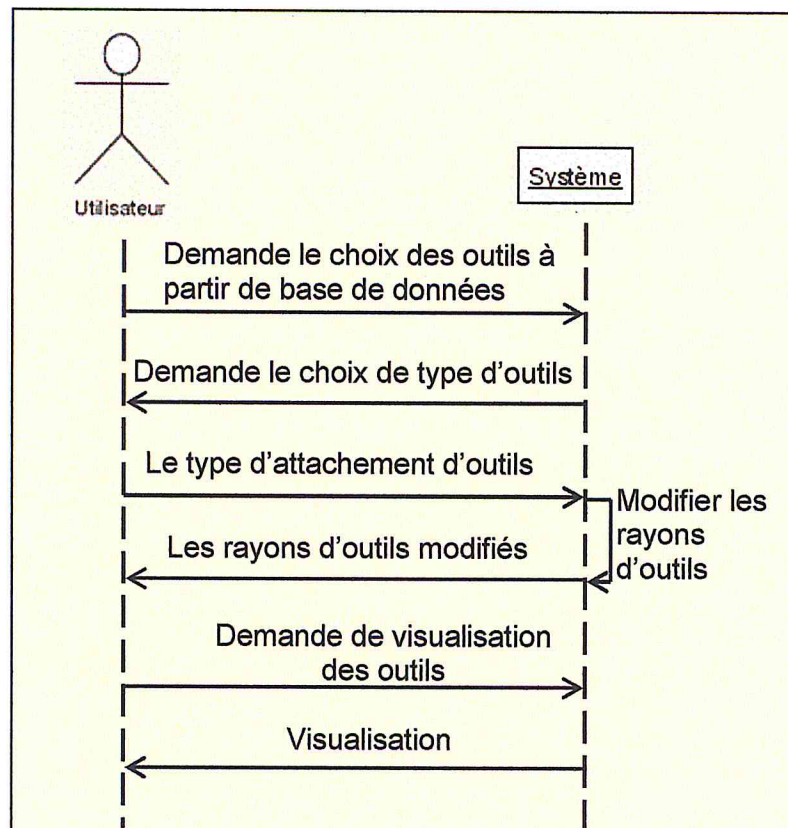 Utilisateur
Système
Demande le choix des outils à
partir de base de données
Demande le choix de type d'outils
Le type d'attachement d'outils
Modifier les
rayons
d'outils
Les rayons d'outils modifiés
Demande de visualisation
des outils
Visualisation